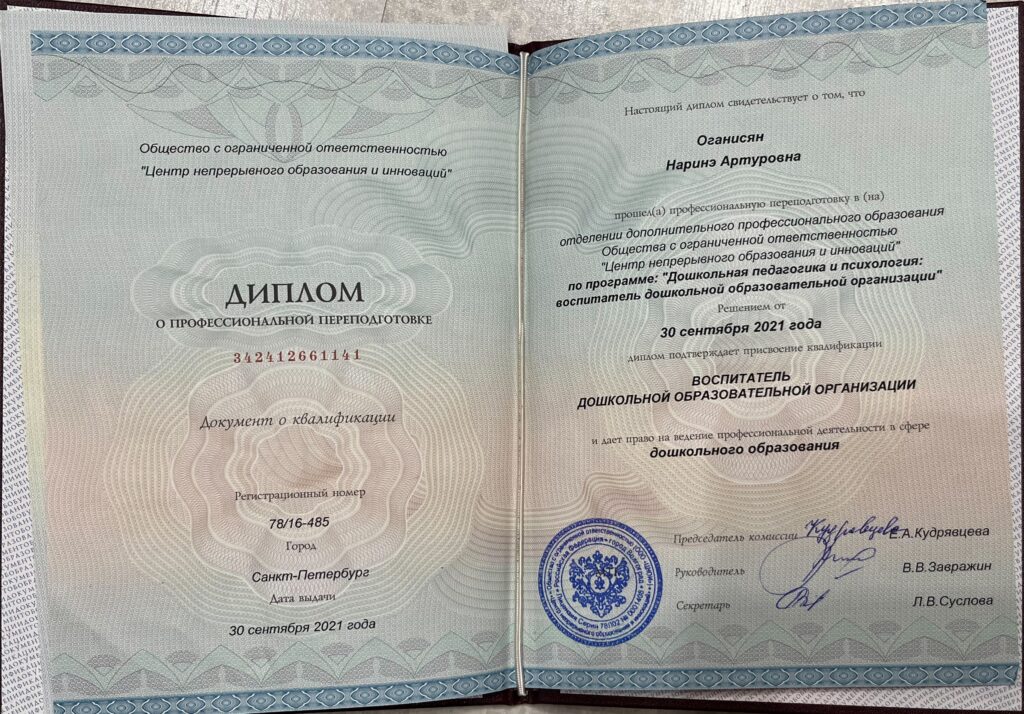 Общество с ограниченной ответственностью
"Центр непрерывного образования и инноваций"
ДИПЛОМ
О ПРОФЕССИОНАЛЬНОЙ ПЕРЕПОДГОТОВКЕ
342412661141
Документ о квалификации
Регистрационный номер
78/16-485
Город
Санкт-Петербург
Дата выдачи
30 сентября 2021 года
Настоящий диплом свидетельствует о том, что
Оганисян
Наринэ Артуровна
прошел(а) профессиональную переподготовку в (на)
отделении дополнительного профессионального образования
Общества с ограниченной ответственностью
"Центр непрерывного образования и инноваций"
по программе: "Дошкольная педагогика и психология:
воспитатель дошкольной образовательной организации"
Решением от
30 сентября 2021 года
диплом подтверждает присвоение квалификации
ВОСПИТАТЕЛЬ
ДОШКОЛЬНОЙ ОБРАЗОВАТЕЛЬНОЙ ОРГАНИЗАЦИИ
и дает право на ведение профессиональной деятельности в сфере
дошкольного образования
Председатель комиссии Кудрявцева Е.А.Кудрявцева
Руководитель В.В.Завражин
Секретарь Л.В.Суслова